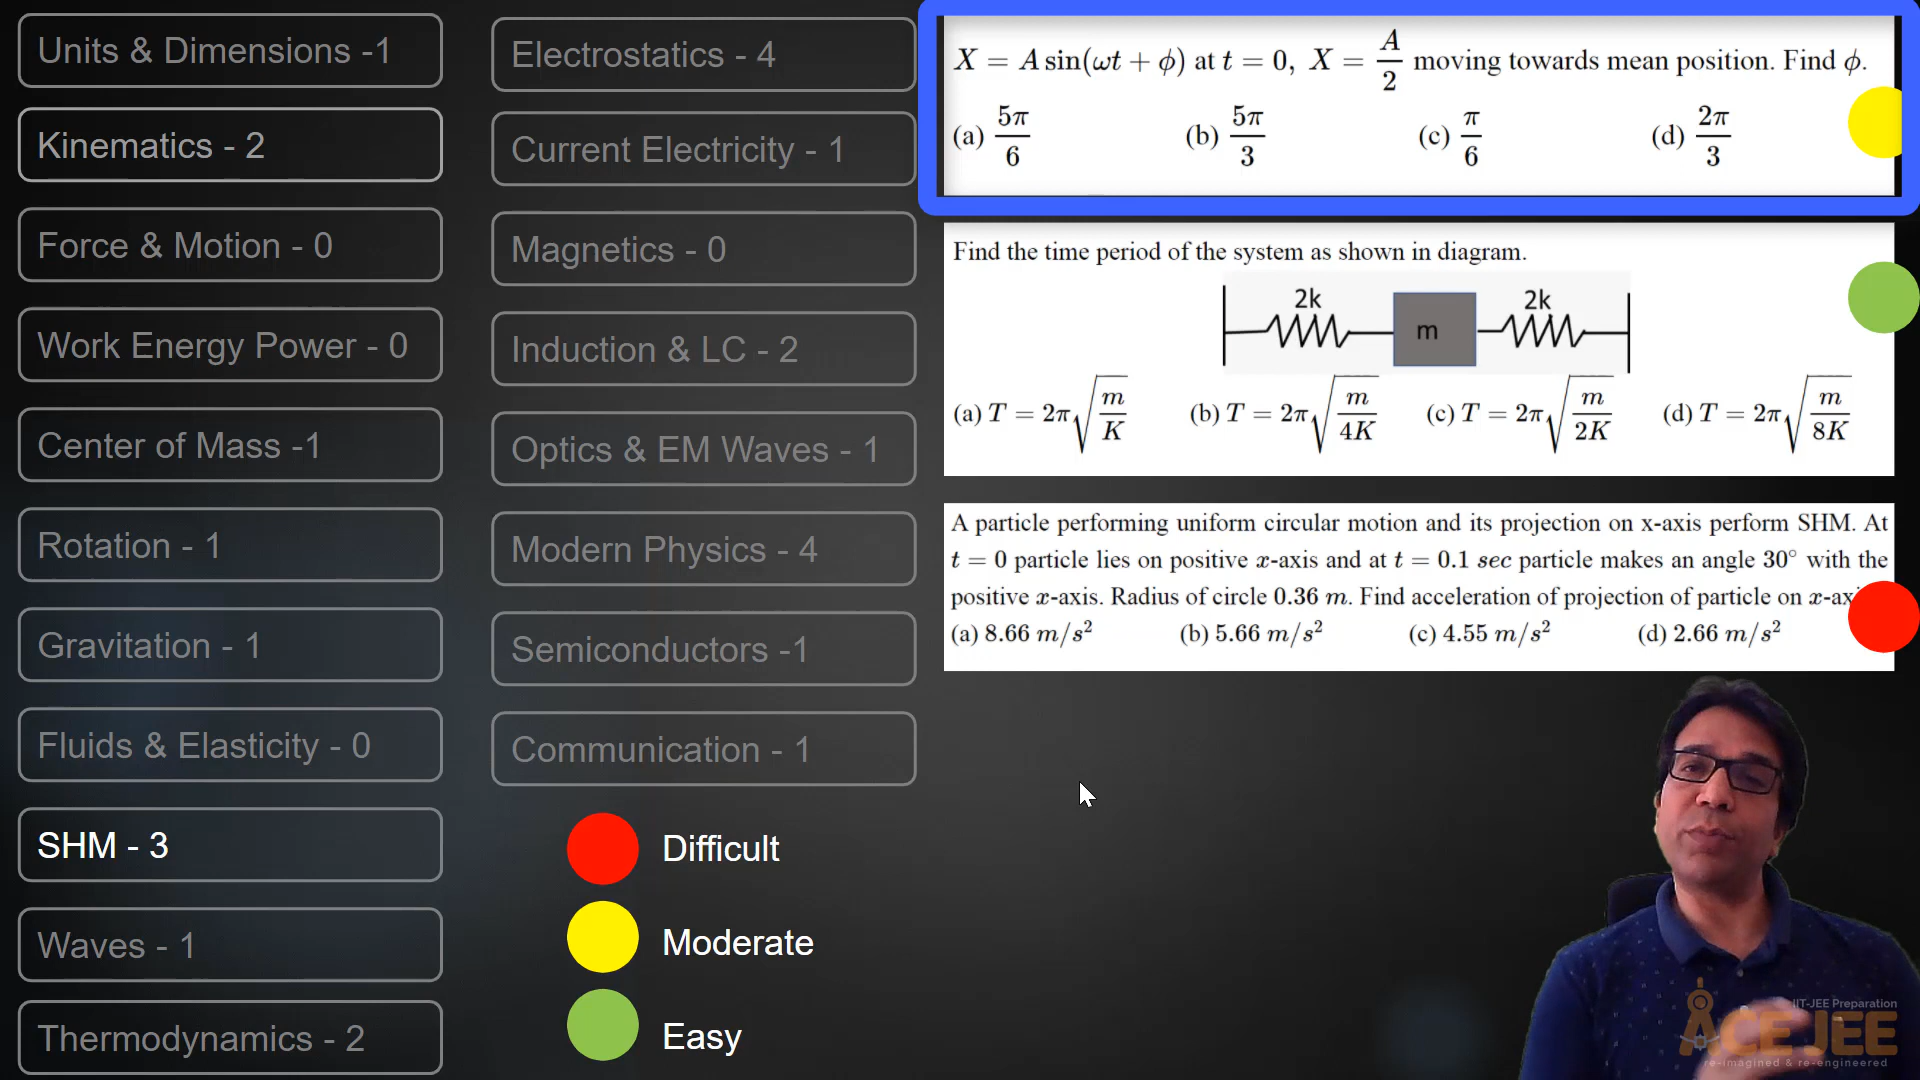 Units & Dimensions -1
Kinematics - 2
Force & Motion - 0
Work Energy Power - 0
Center of Mass -1
Rotation - 1
Gravitation - 1
Fluids & Elasticity - 0
SHM - 3
Waves - 1
Thermodynamics - 2
Electrostatics - 4
Current Electricity - 1
Magnetics - 0
Induction & LC - 2
Optics & EM Waves - 1
Modern Physics - 4
Semiconductors -1
Communication - 1
Difficult
Moderate
Easy
X = A sin(ωt + ϕ) at t = 0, X = A/2 moving towards mean position. Find ϕ.
(a) 5π/6 (b) 5π/3 (c) π/6 (d) 2π/3
Find the time period of the system as shown in diagram.
2k m 2k
(a) T = 2π√(m/K) (b) T = 2π√(m/4K) (c) T = 2π√(m/2K) (d) T = 2π√(m/8K)
A particle performing uniform circular motion and its projection on x-axis perform SHM. At
t = 0 particle lies on positive x-axis and at t = 0.1 sec particle makes an angle 30° with the
positive x-axis. Radius of circle 0.36 m. Find acceleration of projection of particle on x-ax
(a) 8.66 m/s² (b) 5.66 m/s² (c) 4.55 m/s² (d) 2.66 m/s²
IIT-JEE Preparation
ACE JEE
re-imagined & re-engineered